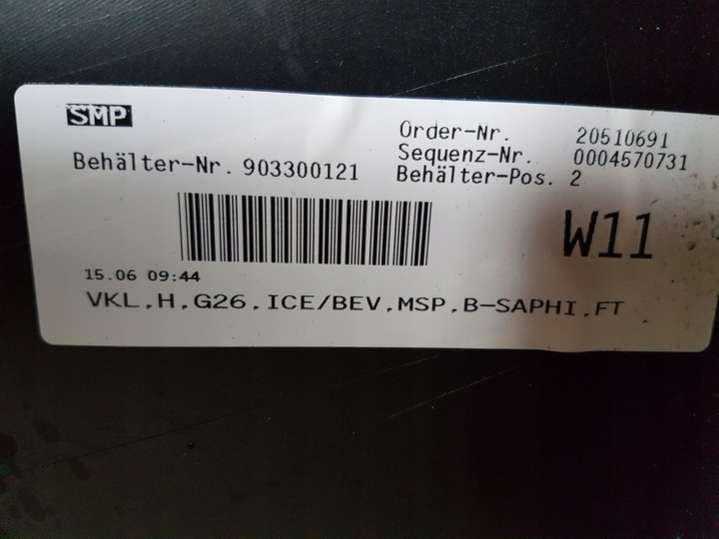 SMP
Order-Nr. 20510691
Sequenz-Nr. 0004570731
Behälter-Nr. 903300121
Behälter-Pos. 2
W11
15.06 09:44
VKL,H,G26,ICE/BEV,MSP,B-SAPHI,FT